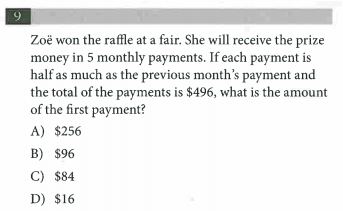 9
Zoë won the raffle at a fair. She will receive the prize
money in 5 monthly payments. If each payment is
half as much as the previous month's payment and
the total of the payments is $496, what is the amount
of the first payment?
A) $256
B) $96
C) $84
D) $16